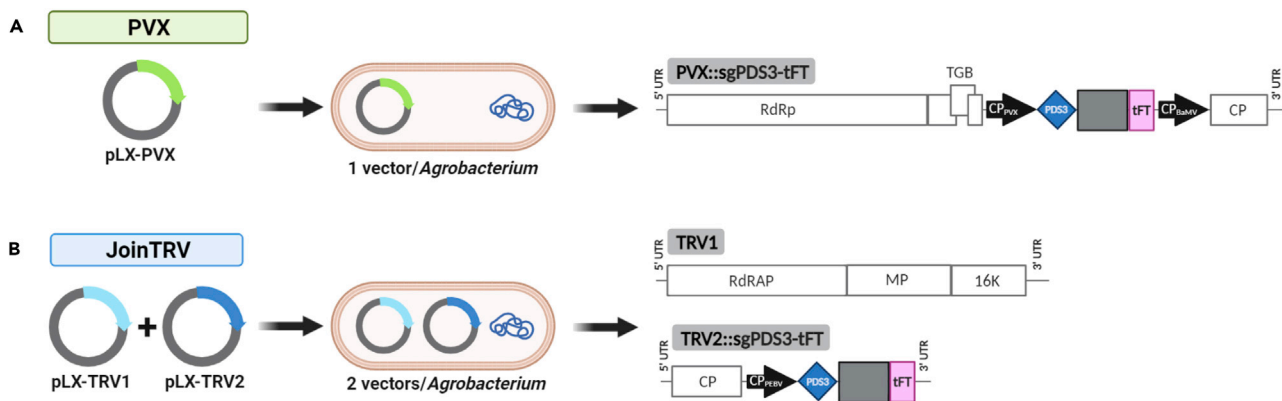 A
PVX
pLX-PVX
1 vector/Agrobacterium
5' UTR
PVX::sgPDS3-tFT
TGB
3' UTR
RdRp
CPPVX
PDS3
tFT
CPBaMV
CP
B
JoinTRV
+
pLX-TRV1
pLX-TRV2
2 vectors/Agrobacterium
5' UTR
TRV1
3' UTR
RdRAP
MP
16K
5' UTR
TRV2::sgPDS3-tFT
3' UTR
CP
CPPEBV
PDS3
tFT